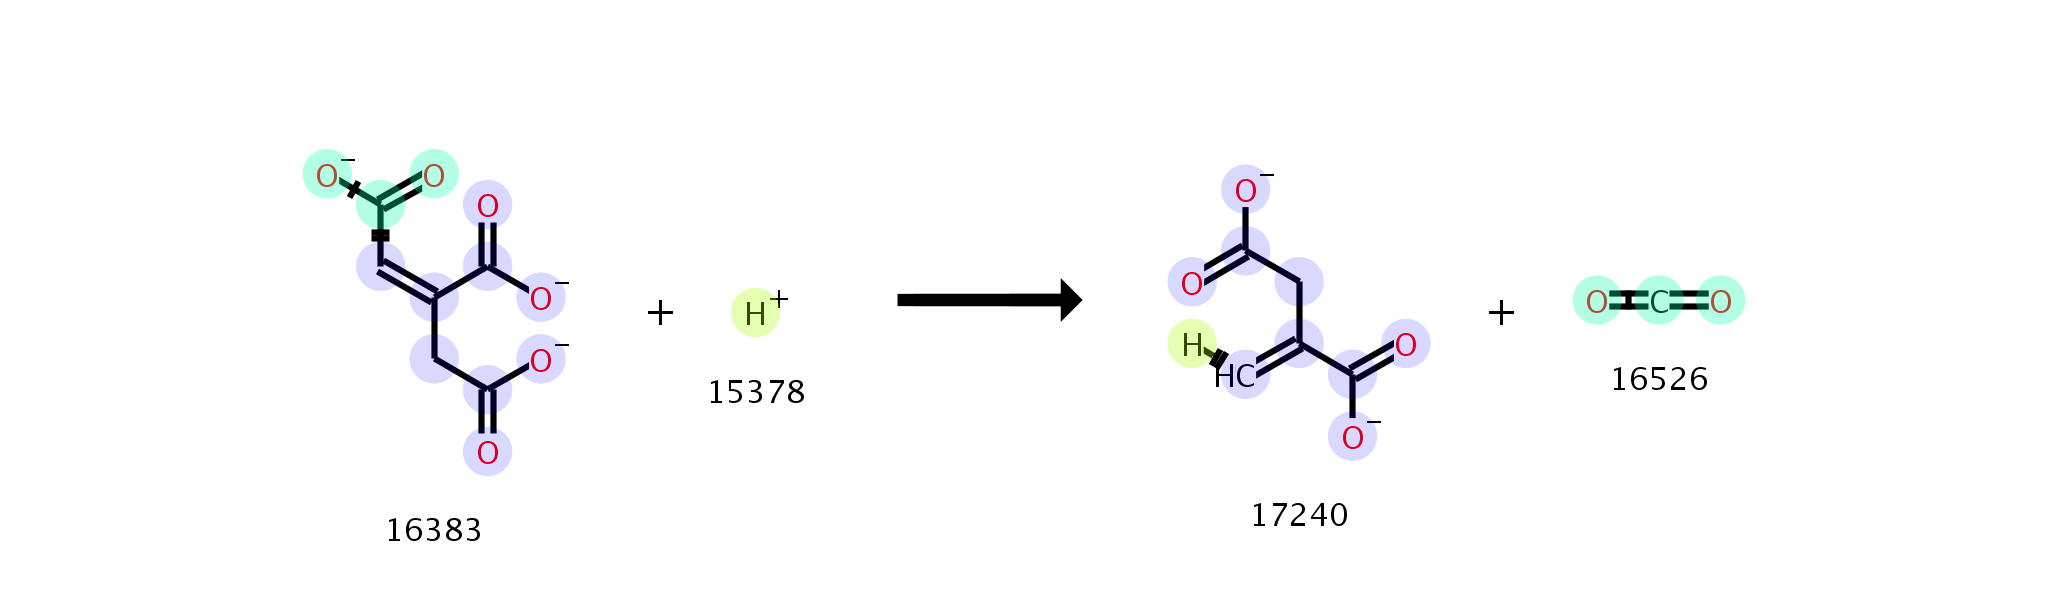 O⁻ O
O
O⁻
+ H⁺
O⁻
O
16383
15378
O⁻
O
H
HC
O
O⁻
17240
+
O C O
16526